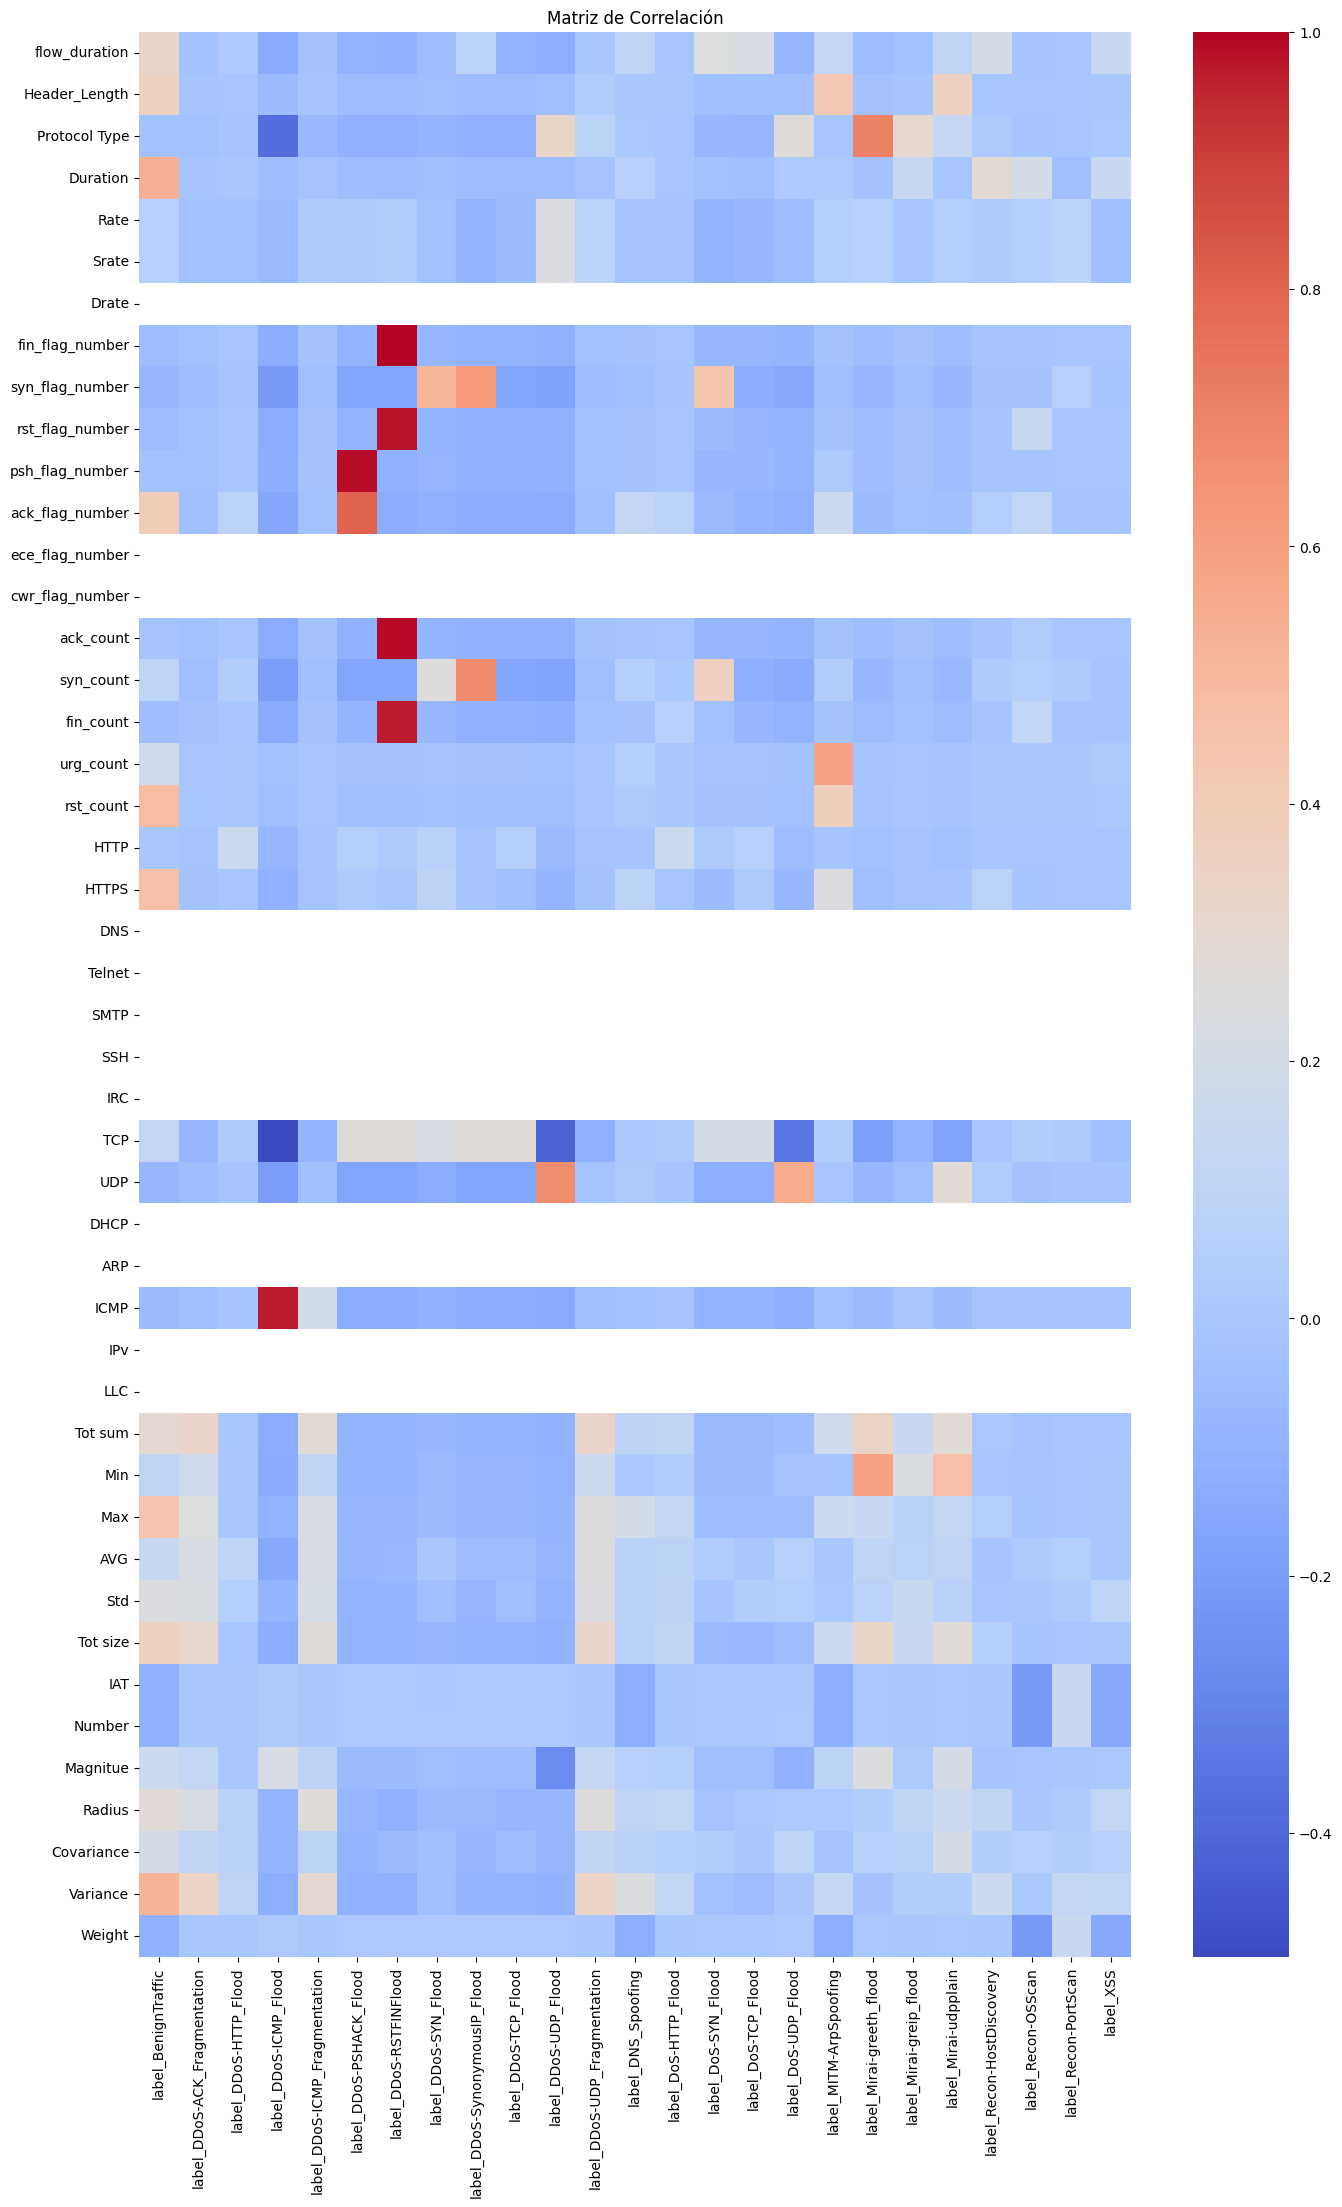 Matriz de Correlación
flow_duration
Header_Length
Protocol Type
Duration
Rate
Srate
Drate
fin_flag_number
syn_flag_number
rst_flag_number
psh_flag_number
ack_flag_number
ece_flag_number
cwr_flag_number
ack_count
syn_count
fin_count
urg_count
rst_count
HTTP
HTTPS
DNS
Telnet
SMTP
SSH
IRC
TCP
UDP
DHCP
ARP
ICMP
IPv
LLC
Tot sum
Min
Max
AVG
Std
Tot size
IAT
Number
Magnitue
Radius
Covariance
Variance
Weight
label_BenignTraffic
label_DDoS-ACK_Fragmentation
label_DDoS-HTTP_Flood
label_DDoS-ICMP_Flood
label_DDoS-ICMP_Fragmentation
label_DDoS-PSHACK_Flood
label_DDoS-RSTFINFlood
label_DDoS-SYN_Flood
label_DDoS-SynonymousIP_Flood
label_DDoS-TCP_Flood
label_DDoS-UDP_Flood
label_DDoS-UDP_Fragmentation
label_DNS_Spoofing
label_DoS-HTTP_Flood
label_DoS-SYN_Flood
label_DoS-TCP_Flood
label_DoS-UDP_Flood
label_MITM-ArpSpoofing
label_Mirai-greeth_flood
label_Mirai-greip_flood
label_Mirai-udpplain
label_Recon-HostDiscovery
label_Recon-OSScan
label_Recon-PortScan
label_XSS
1.0
0.8
0.6
0.4
0.2
0.0
−0.2
−0.4